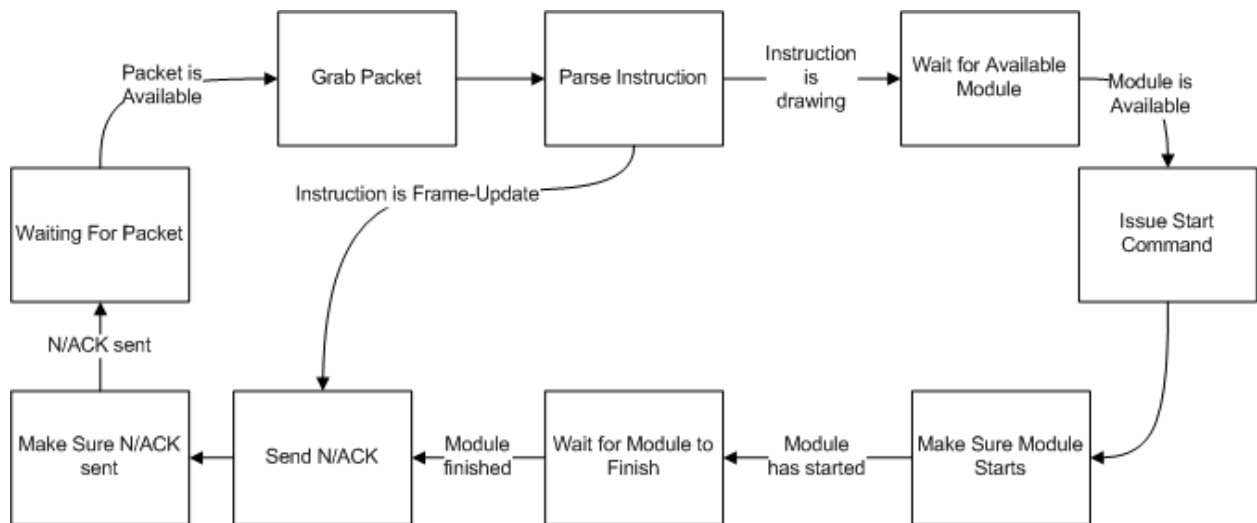 Packet is
Available
Grab Packet
Parse Instruction
Instruction
is
drawing
Wait for Available
Module
Module is
Available
Instruction is Frame-Update
Waiting For Packet
Issue Start
Command
N/ACK sent
Make Sure N/ACK
sent
Send N/ACK
Module
finished
Wait for Module to
Finish
Module
has started
Make Sure Module
Starts